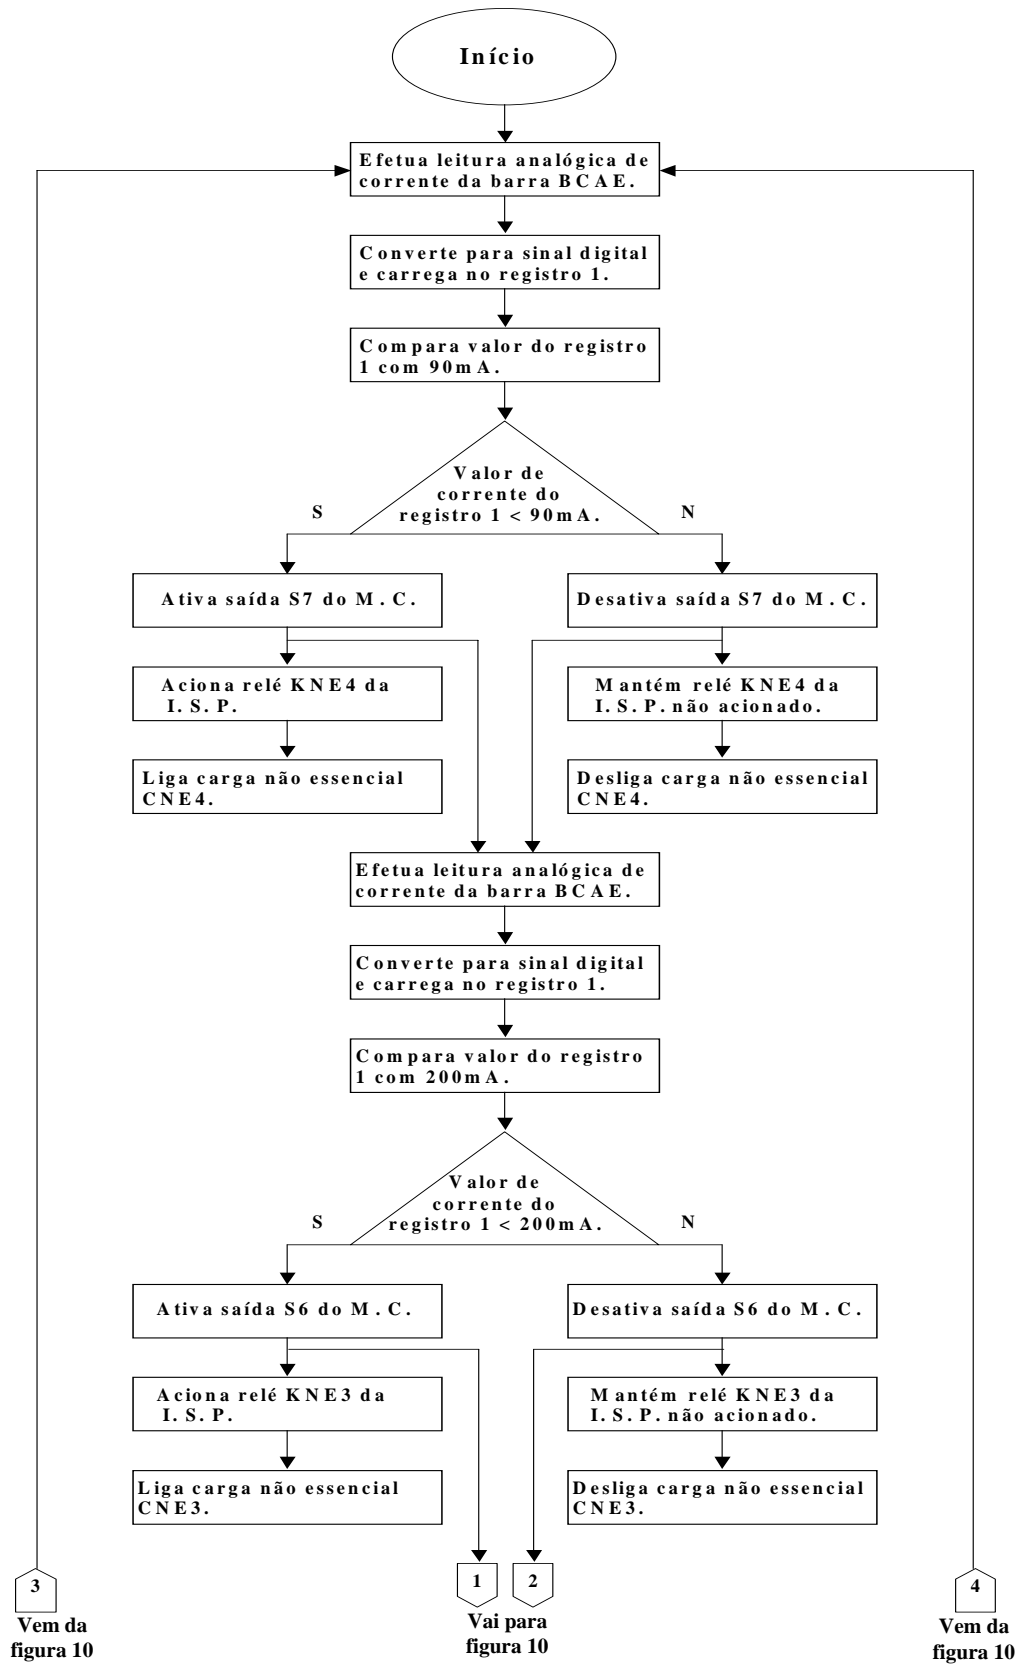 Início
Efetua leitura analógica de
corrente da barra BCAE.
Converte para sinal digital
e carrega no registro 1.
Compara valor do registro
1 com 90mA.
Valor de
corrente do
registro 1 < 90mA.
S
N
Ativa saída S7 do M.C.
Desativa saída S7 do M.C.
Aciona relé KNE4 da
I.S.P.
Mantém relé KNE4 da
I.S.P. não acionado.
Liga carga não essencial
CNE4.
Desliga carga não essencial
CNE4.
Efetua leitura analógica de
corrente da barra BCAE.
Converte para sinal digital
e carrega no registro 1.
Compara valor do registro
1 com 200mA.
Valor de
corrente do
registro 1 < 200mA.
S
N
Ativa saída S6 do M.C.
Desativa saída S6 do M.C.
Aciona relé KNE3 da
I.S.P.
Mantém relé KNE3 da
I.S.P. não acionado.
Liga carga não essencial
CNE3.
Desliga carga não essencial
CNE3.
3
Vem da
figura 10
1
2
Vai para
figura 10
4
Vem da
figura 10